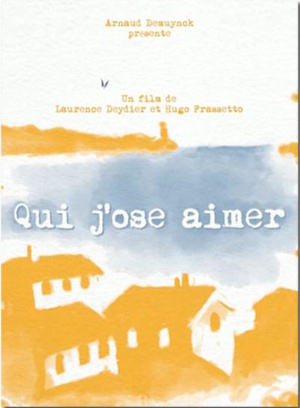 Arnaud Demuynck
présente
Un film de
Laurence Deydier et Hugo Frassetto
Qui j'ose aimer